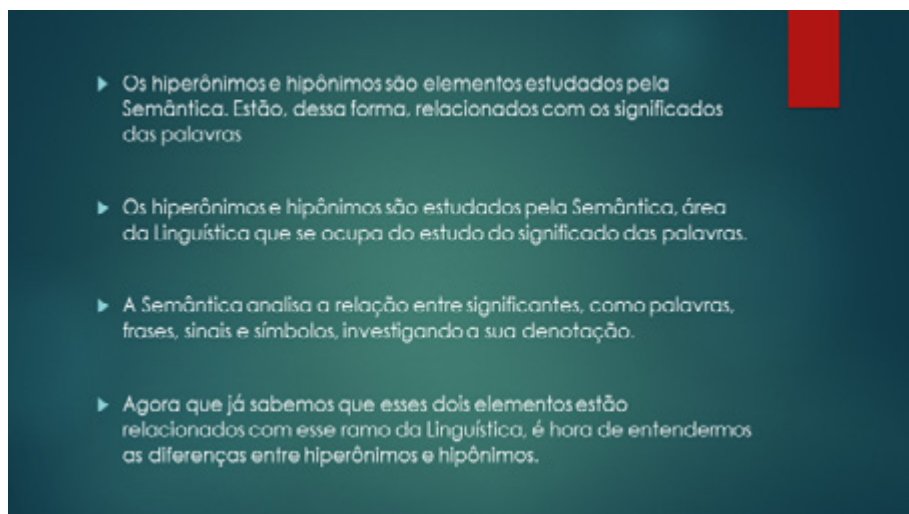 Os hiperônimos e hipônimos são elementos estudados pela
Semântica. Estão, dessa forma, relacionados com os significados
das palavras
Os hiperônimos e hipônimos são estudados pela Semântica, área
da Linguística que se ocupa do estudo do significado das palavras.
A Semântica analisa a relação entre significantes, como palavras,
frases, sinais e símbolos, investigando a sua denotação.
Agora que já sabemos que esses dois elementos estão
relacionados com esse ramo da Linguística, é hora de entendermos
as diferenças entre hiperônimos e hipônimos.